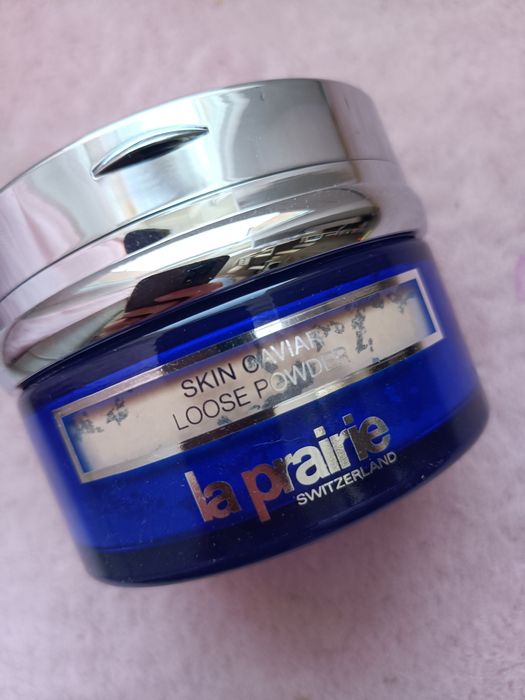 SKIN CAVIAR
LOOSE POWDER
la prairie
SWITZERLAND